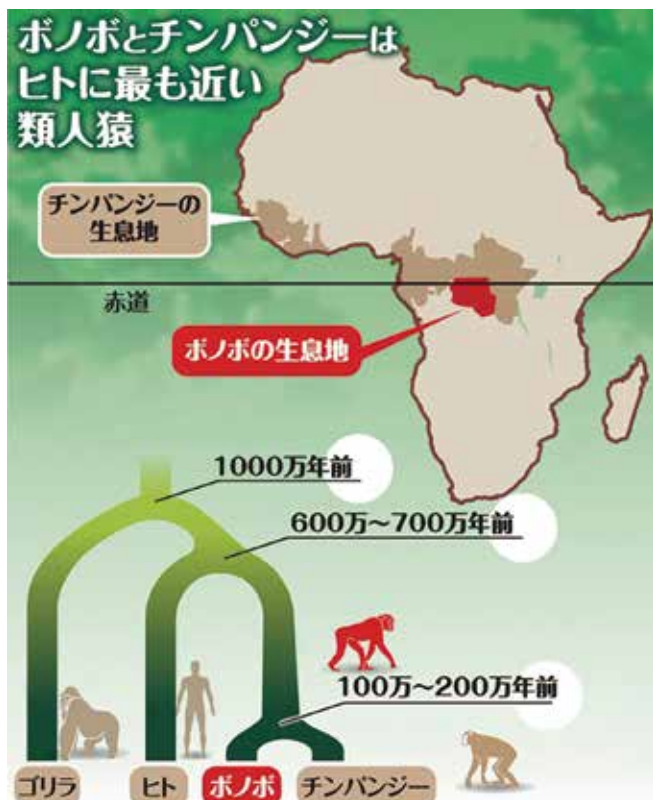 ボノボとチンパンジーは
ヒトに最も近い
類人猿
チンパンジーの
生息地
赤道
ボノボの生息地
1000万年前
600万〜700万年前
100万〜200万年前
ゴリラ
ヒト
ボノボ
チンパンジー